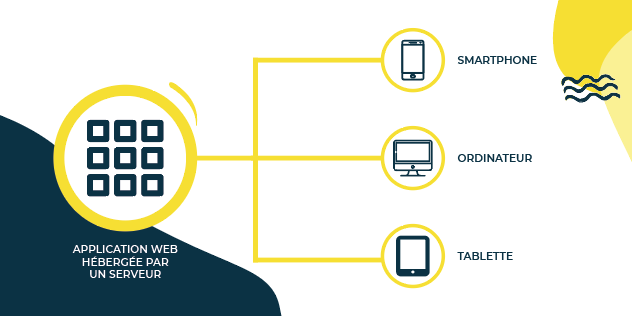 SMARTPHONE
ORDINATEUR
APPLICATION WEB
HÉBERGÉE PAR
UN SERVEUR
TABLETTE